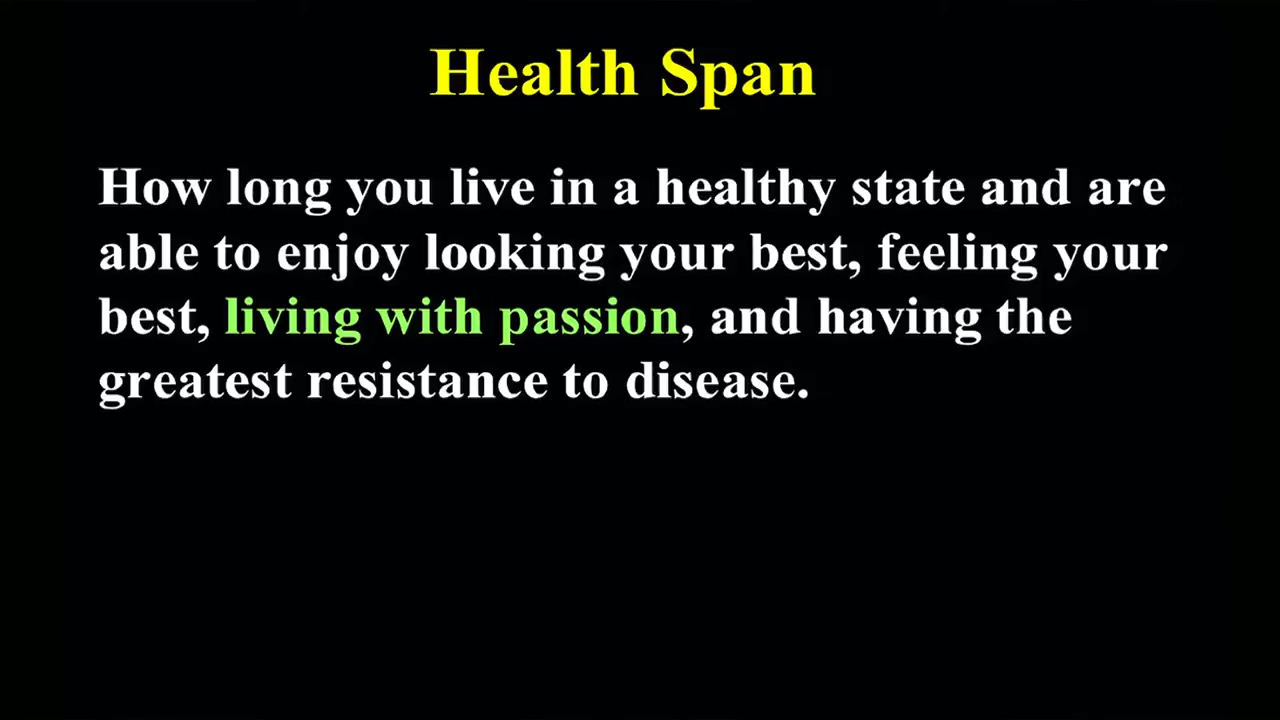 Health Span
How long you live in a healthy state and are
able to enjoy looking your best, feeling your
best, living with passion, and having the
greatest resistance to disease.